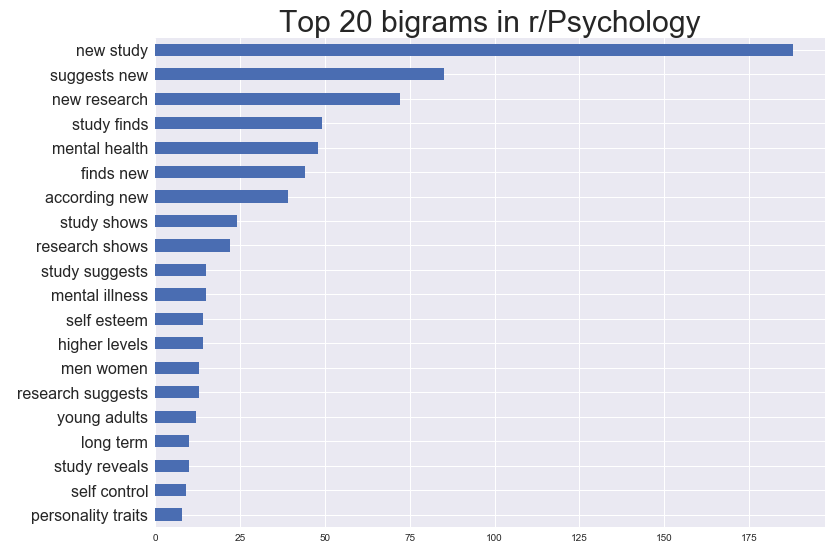 Top 20 bigrams in r/Psychology
new study
suggests new
new research
study finds
mental health
finds new
according new
study shows
research shows
study suggests
mental illness
self esteem
higher levels
men women
research suggests
young adults
long term
study reveals
self control
personality traits
0 25 50 75 100 125 150 175